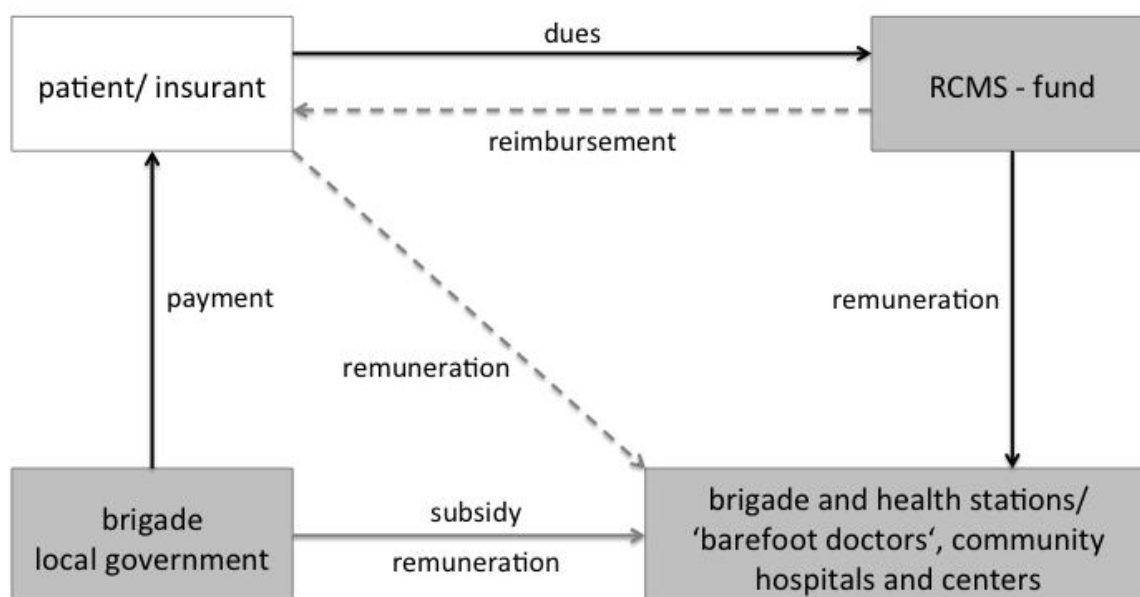 dues
patient/ insurant
RCMS - fund
reimbursement
payment
remuneration
remuneration
brigade
local government
subsidy
remuneration
brigade and health stations/
‘barefoot doctors‘, community
hospitals and centers